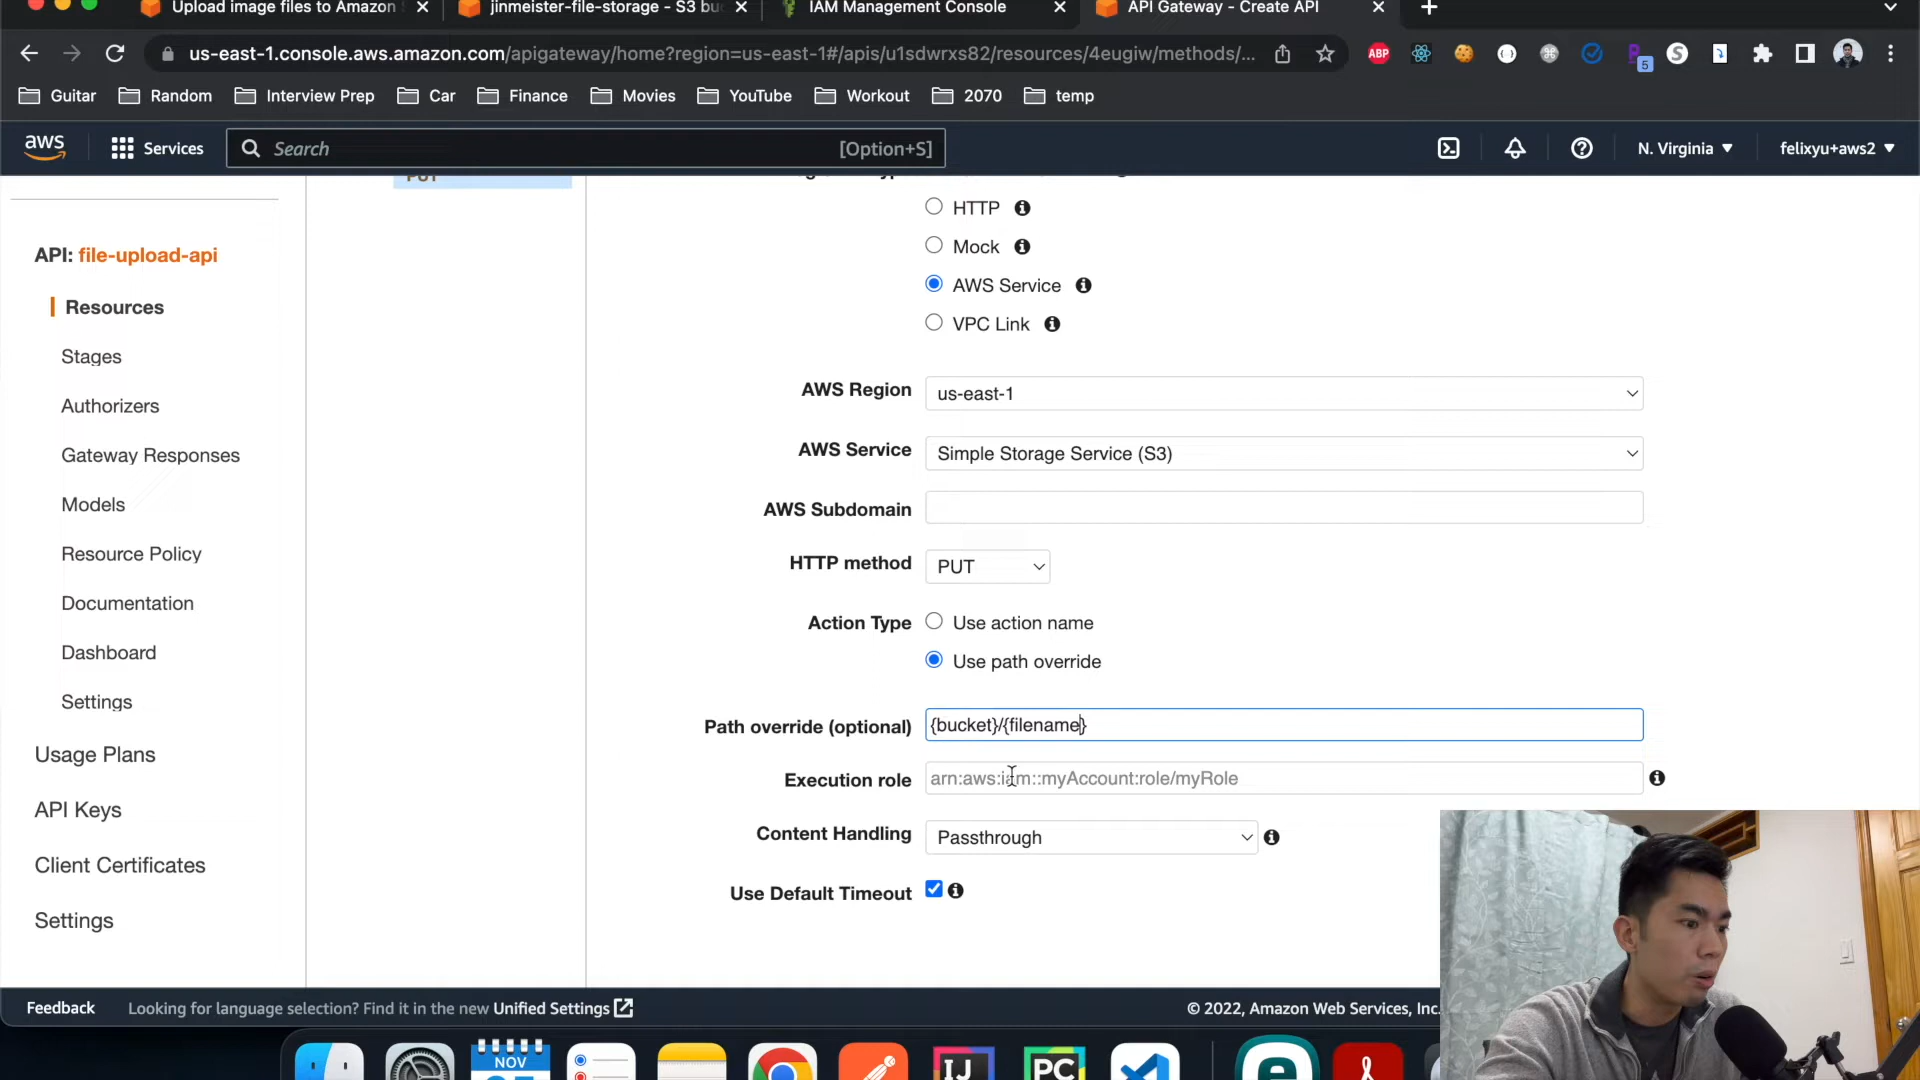 Upload image files to Amazon S
jinmeister-file-storage - S3 buc
IAM Management Console
API Gateway - Create API
us-east-1.console.aws.amazon.com/apigateway/home?region=us-east-1#/apis/u1sdwrxs82/resources/4eugiw/methods/...
ABP
5
Guitar
Random
Interview Prep
Car
Finance
Movies
YouTube
Workout
2070
temp
aws
Services
Search
[Option+S]
N. Virginia
felixyu+aws2
PUT
API: file-upload-api
Resources
Stages
Authorizers
Gateway Responses
Models
Resource Policy
Documentation
Dashboard
Settings
Usage Plans
API Keys
Client Certificates
Settings
HTTP
Mock
AWS Service
VPC Link
AWS Region
us-east-1
AWS Service
Simple Storage Service (S3)
AWS Subdomain
HTTP method
PUT
Action Type
Use action name
Use path override
Path override (optional)
{bucket}/{filename}
Execution role
arn:aws:iam::myAccount:role/myRole
Content Handling
Passthrough
Use Default Timeout
Feedback
Looking for language selection? Find it in the new Unified Settings
© 2022, Amazon Web Services, Inc.
NOV
IJ
PC